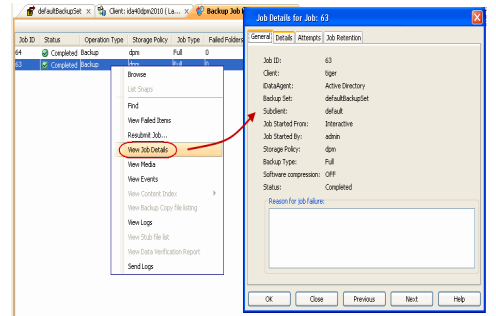 defaultBackupSet × Client: ida40dpm2010 ( La... × Backup Job
Job ID Status Operation Type Storage Policy Job Type Failed Folders
64 Completed Backup dpm Full 0
63 Completed Backup dpm Full 0
Browse
List Snaps
Find
View Failed Items
Resubmit Job...
View Job Details
View Media
View Events
View Content Index
View Backup Copy file listing
View Logs
View Stub file list
View Data Verification Report
Send Logs
Job Details for Job: 63
General Details Attempts Job Retention
Job ID: 63
Client: tiger
iDataAgent: Active Directory
Backup Set: defaultBackupSet
Subclient: default
Job Started From: Interactive
Job Started By: admin
Storage Policy: dpm
Backup Type: Full
Software compression: OFF
Status: Completed
Reason for job failure:
OK Close Previous Next Help